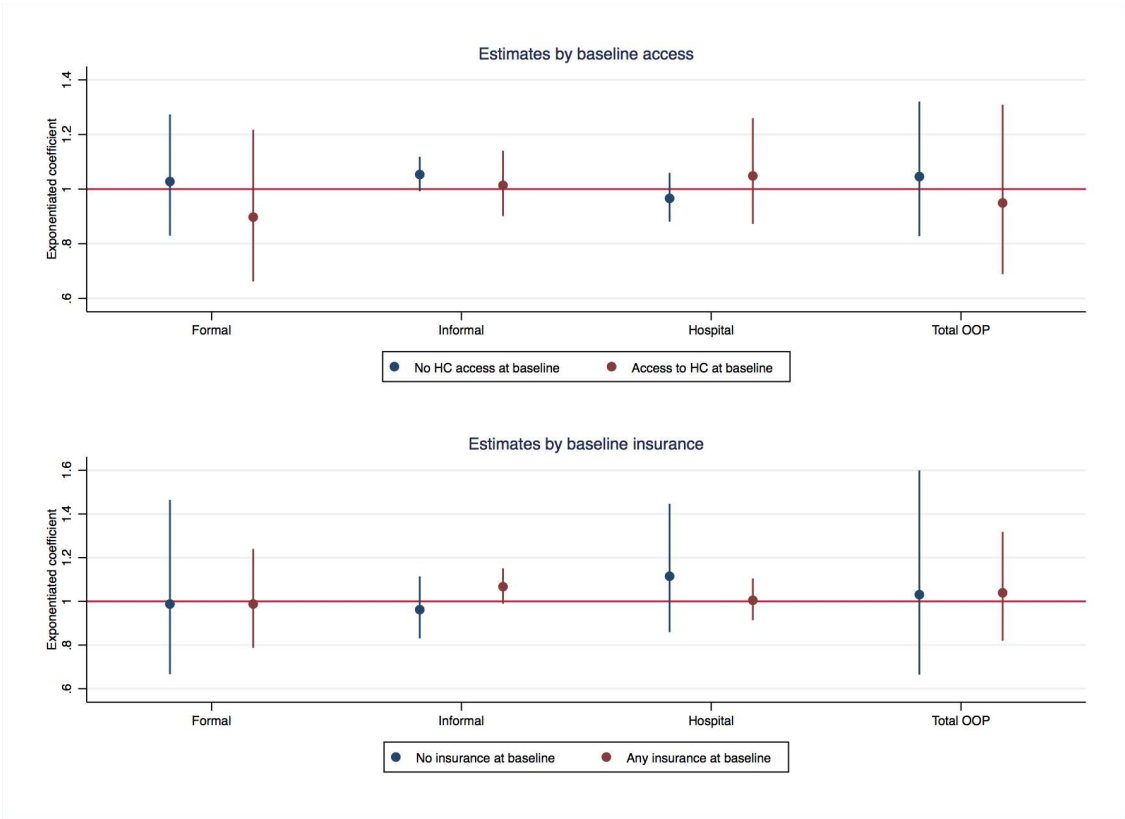 Estimates by baseline access
Exponentiated coefficient
1.4
1.2
1
.8
.6
Formal
Informal
Hospital
Total OOP
No HC access at baseline
Access to HC at baseline
Estimates by baseline insurance
Exponentiated coefficient
1.6
1.4
1.2
1
.8
.6
Formal
Informal
Hospital
Total OOP
No insurance at baseline
Any insurance at baseline